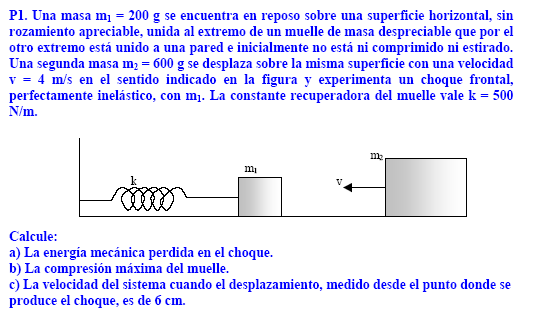 P1. Una masa m₁ = 200 g se encuentra en reposo sobre una superficie horizontal, sin
rozamiento apreciable, unida al extremo de un muelle de masa despreciable que por el
otro extremo está unido a una pared e inicialmente no está ni comprimido ni estirado.
Una segunda masa m₂ = 600 g se desplaza sobre la misma superficie con una velocidad
v = 4 m/s en el sentido indicado en la figura y experimenta un choque frontal,
perfectamente inelástico, con m₁. La constante recuperadora del muelle vale k = 500
N/m.
k
m₁
v
m₂
Calcule:
a) La energía mecánica perdida en el choque.
b) La compresión máxima del muelle.
c) La velocidad del sistema cuando el desplazamiento, medido desde el punto donde se
produce el choque, es de 6 cm.